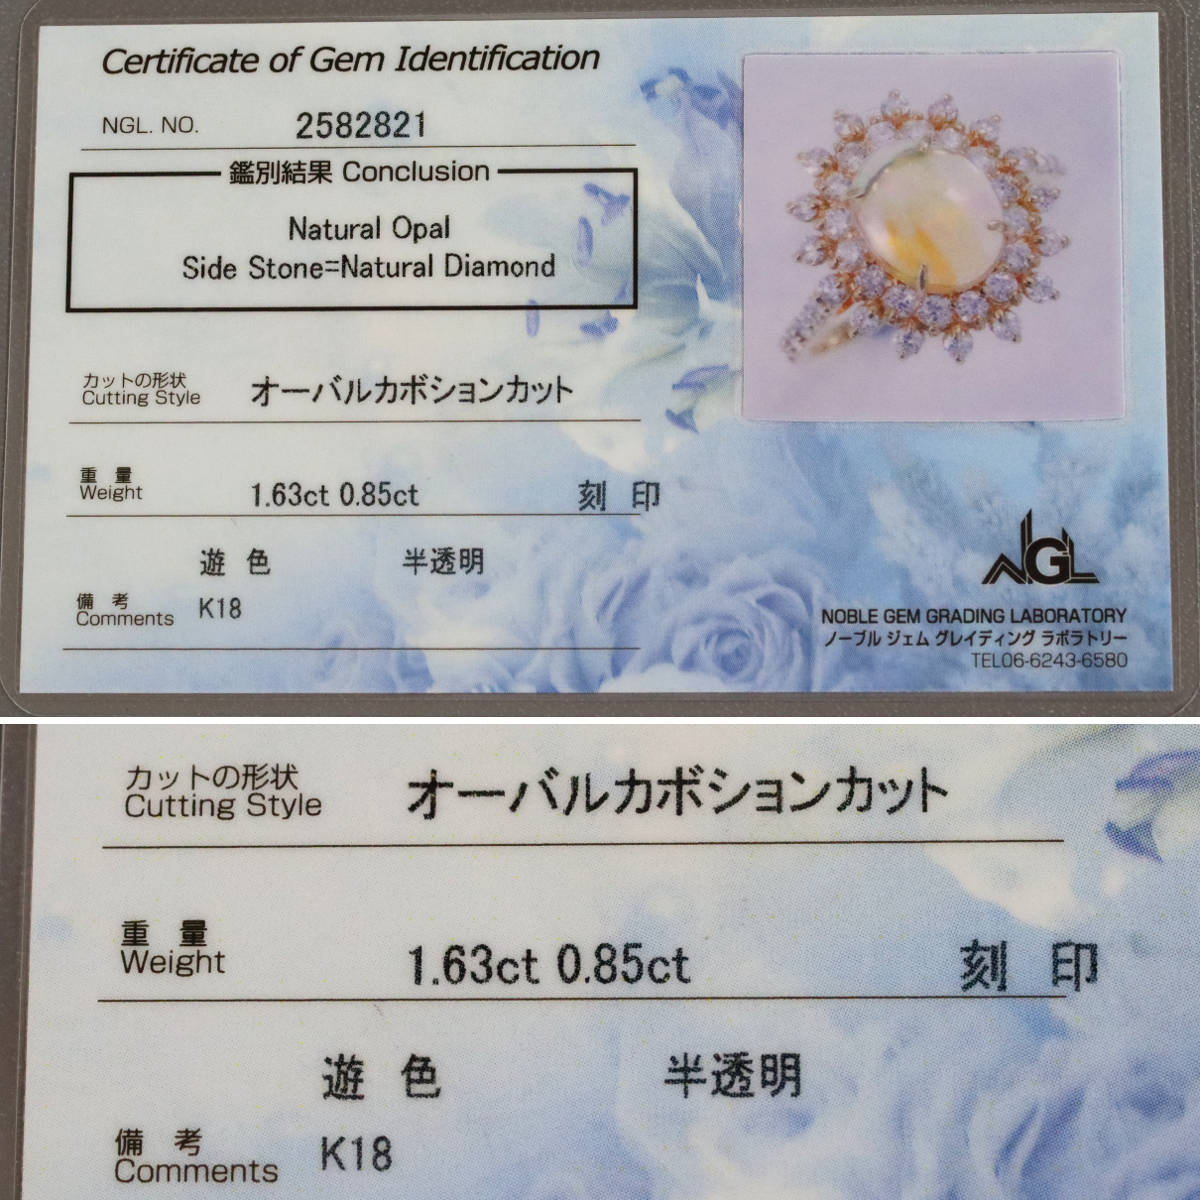 Certificate of Gem Identification
NGL. NO. 2582821
鑑別結果 Conclusion
Natural Opal
Side Stone=Natural Diamond
カットの形状
Cutting Style オーバルカボションカット
重 量
Weight 1.63ct 0.85ct 刻 印
遊 色 半透明
備 考
Comments K18
NGL
NOBLE GEM GRADING LABORATORY
ノーブル ジェム グレイディング ラボラトリー
TEL06-6243-6580
カットの形状
Cutting Style オーバルカボションカット
重 量
Weight 1.63ct 0.85ct 刻 印
遊 色 半透明
備 考
Comments K18